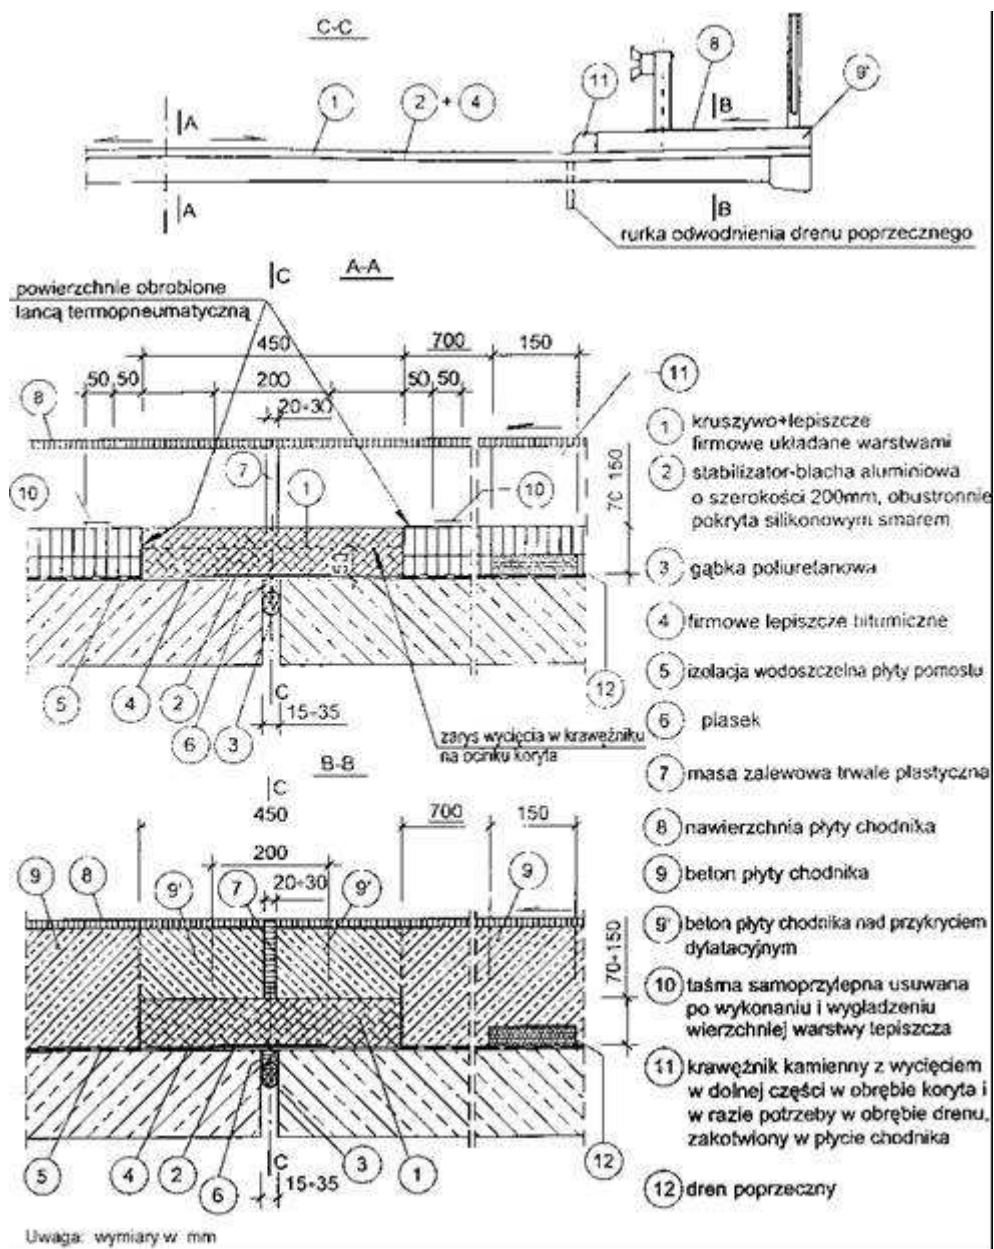 C-C
8
11
9'
1
2 + 4
B
A
A
B
rurka odwodnienia drenu poprzecznego
C
A-A
powierzchnie obrobione
lancą termopneumatyczną
450
700
150
50 50
200
50 50
20÷30
11
8
7
1
10
10
70 150
5
4
2
6
3
C
15÷35
12
zarys wycięcia w krawężniku
na ocinku koryta
1 kruszywo+lepiszcze
firmowe układane warstwami
2 stabilizator-blacha aluminiowa
o szerokości 200mm, obustronnie
pokryta silikonowym smarem
3 gąbka poliuretanowa
4 firmowe lepiszcze bitumiczne
5 izolacja wodoszczelna płyty pomostu
6 piasek
7 masa zalewowa trwale plastyczna
8 nawierzchnia płyty chodnika
9 beton płyty chodnika
9' beton płyty chodnika nad przykryciem
dylatacyjnym
10 taśma samoprzylepna usuwana
po wykonaniu i wygładzeniu
wierzchniej warstwy lepiszcza
11 krawężnik kamienny z wycięciem
w dolnej części w obrębie koryta i
w razie potrzeby w obrębie drenu,
zakotwiony w płycie chodnika
12 dren poprzeczny
B-B
C
450
700
150
200
20÷30
9
8
9'
7
9'
9
70÷150
5
4
2
6
C
15÷35
3
1
12
Uwaga: wymiary w mm